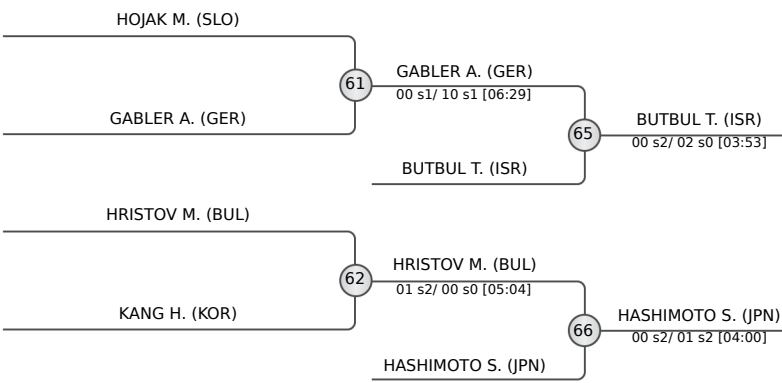 HOJAK M. (SLO)
61
GABLER A. (GER)
00 s1/ 10 s1 [06:29]
GABLER A. (GER)
65
BUTBUL T. (ISR)
00 s2/ 02 s0 [03:53]
BUTBUL T. (ISR)
HRISTOV M. (BUL)
62
HRISTOV M. (BUL)
01 s2/ 00 s0 [05:04]
KANG H. (KOR)
66
HASHIMOTO S. (JPN)
00 s2/ 01 s2 [04:00]
HASHIMOTO S. (JPN)